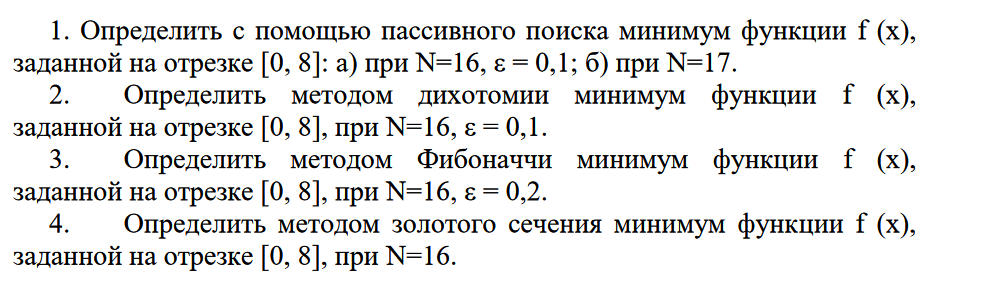 1. Определить с помощью пассивного поиска минимум функции f (x),
заданной на отрезке [0, 8]: а) при N=16, ε = 0,1; б) при N=17.
2. Определить методом дихотомии минимум функции f (x),
заданной на отрезке [0, 8], при N=16, ε = 0,1.
3. Определить методом Фибоначчи минимум функции f (x),
заданной на отрезке [0, 8], при N=16, ε = 0,2.
4. Определить методом золотого сечения минимум функции f (x),
заданной на отрезке [0, 8], при N=16.